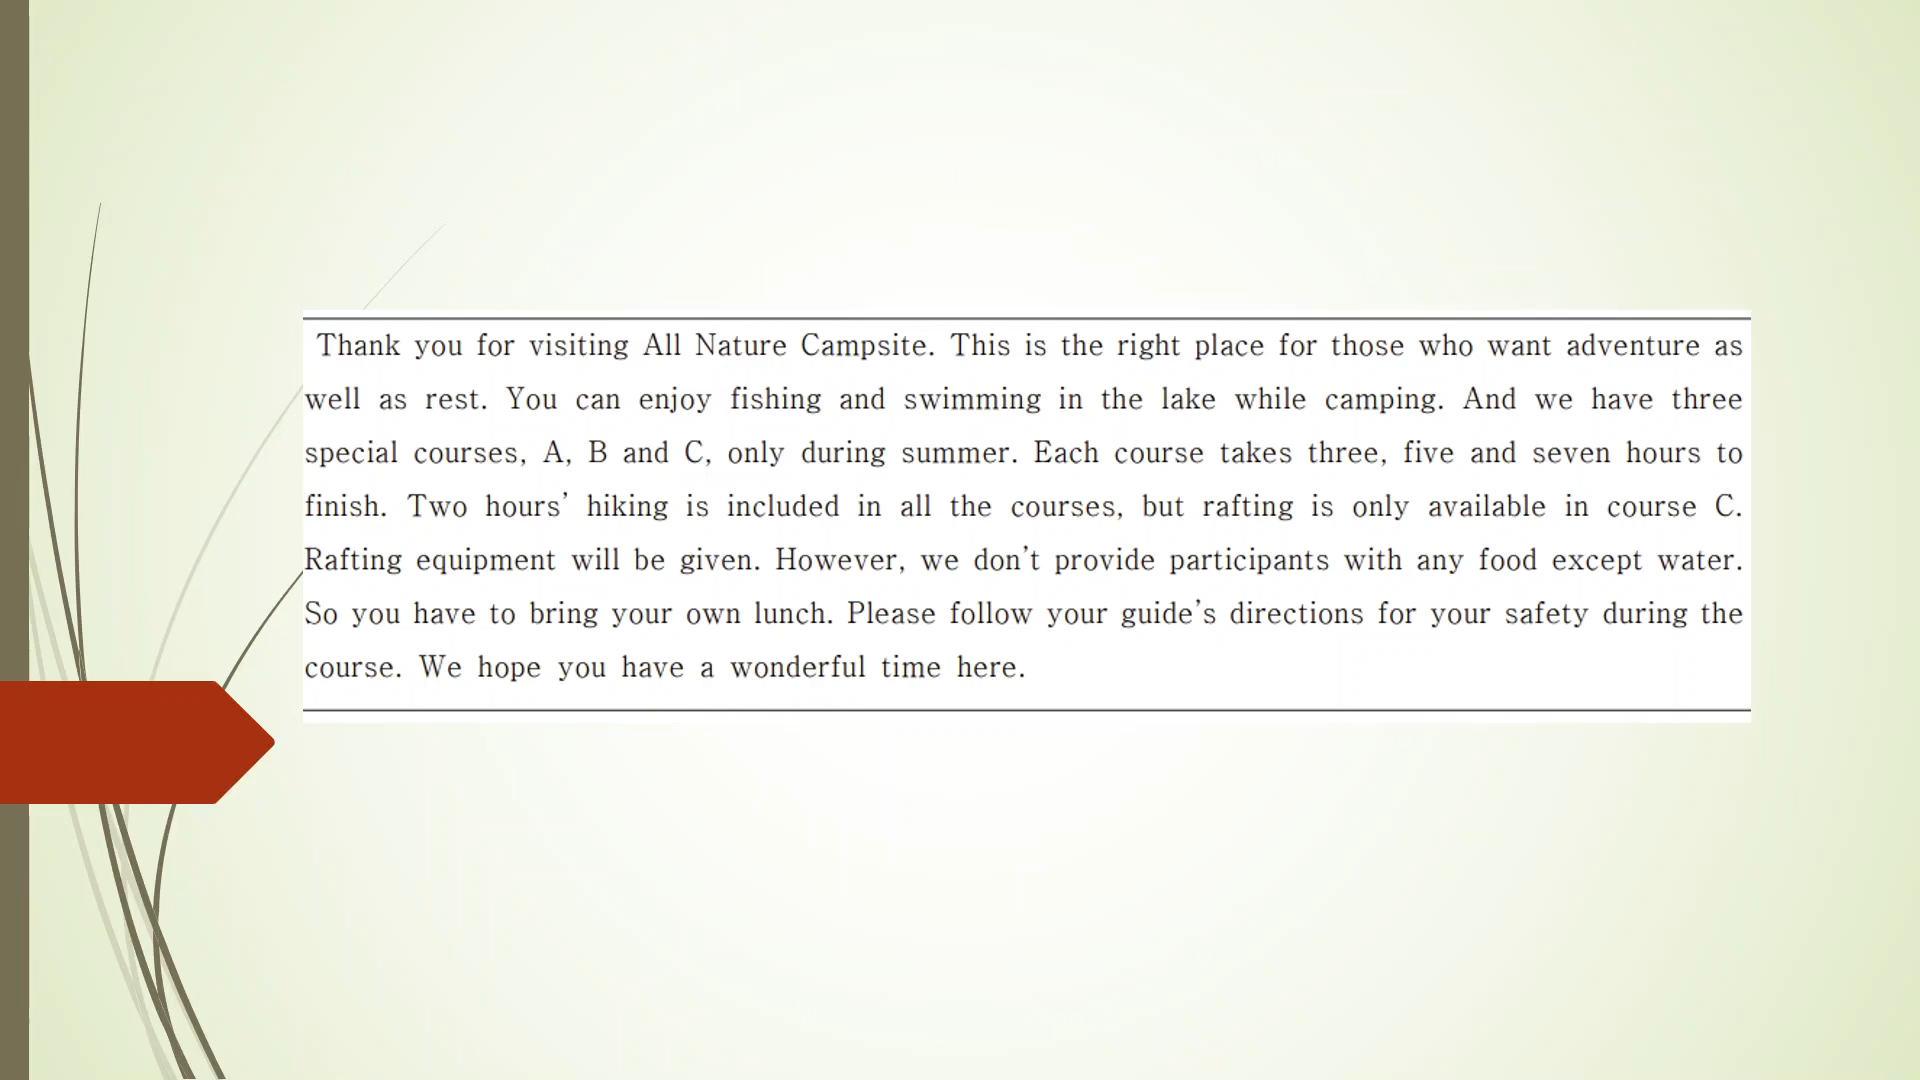 Thank you for visiting All Nature Campsite. This is the right place for those who want adventure as
well as rest. You can enjoy fishing and swimming in the lake while camping. And we have three
special courses, A, B and C, only during summer. Each course takes three, five and seven hours to
finish. Two hours’ hiking is included in all the courses, but rafting is only available in course C.
Rafting equipment will be given. However, we don’t provide participants with any food except water.
So you have to bring your own lunch. Please follow your guide’s directions for your safety during the
course. We hope you have a wonderful time here.